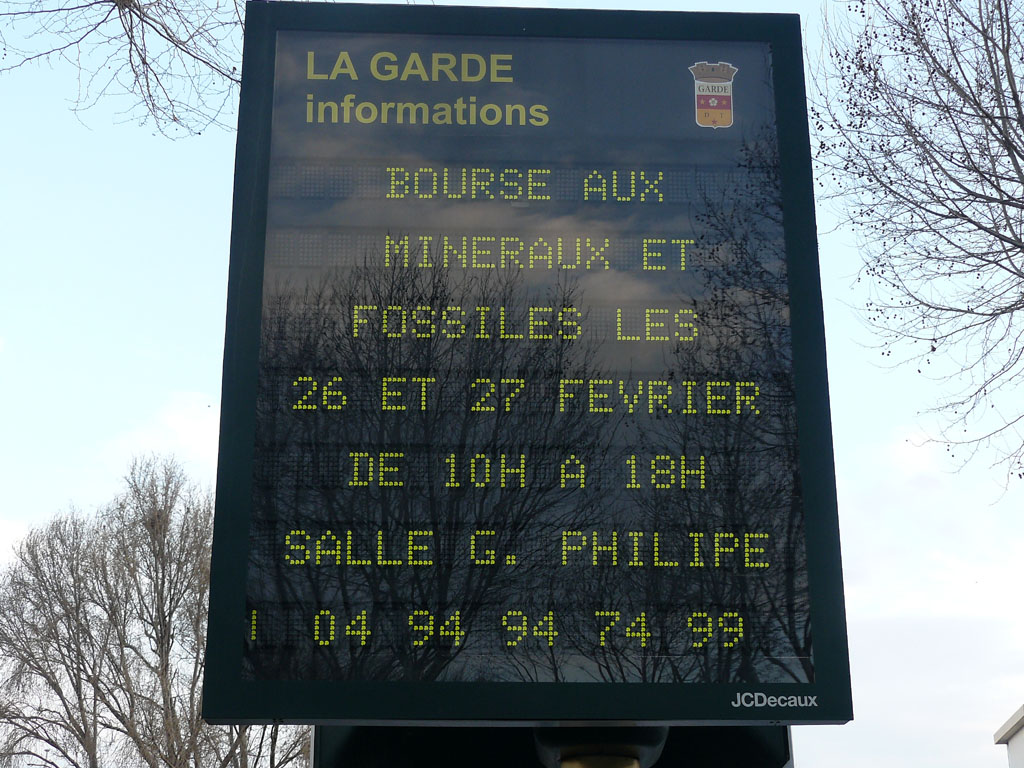 LA GARDE
informations
GARDE
BOURSE AUX
MINERAUX ET
FOSSILES LES
26 ET 27 FEVRIER
DE 10H A 18H
SALLE G. PHILIPE
04 94 94 74 99
JCDecaux